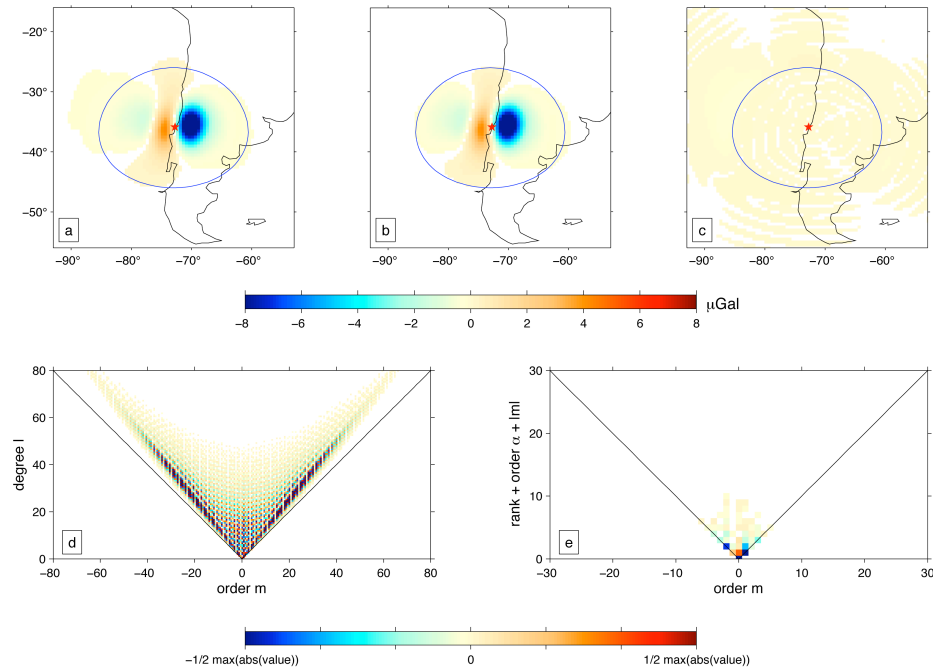 −20°
−30°
−40°
−50°
a
b
c
−90° −80° −70° −60°
−90° −80° −70° −60°
−90° −80° −70° −60°
−8 −6 −4 −2 0 2 4 6 8
μGal
degree l
80
60
40
20
0
d
−80 −60 −40 −20 0 20 40 60 80
order m
rank + order α + |m|
30
20
10
0
e
−30 −20 −10 0 10 20 30
order m
−1/2 max(abs(value)) 0 1/2 max(abs(value))